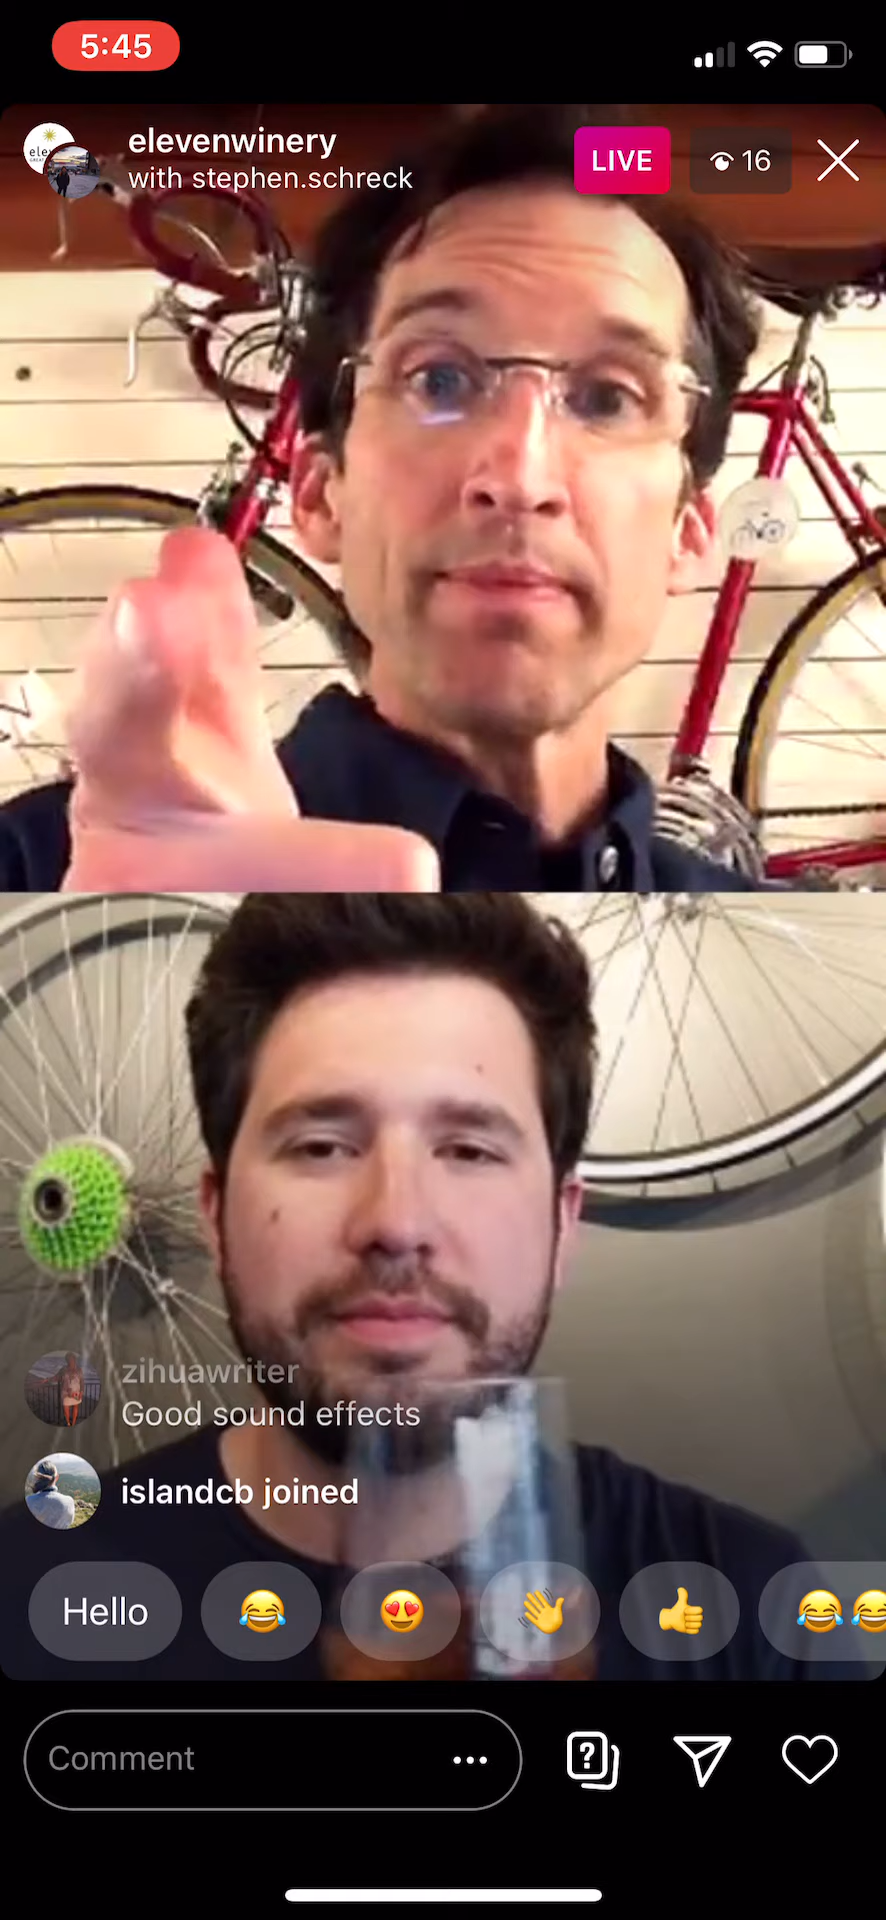 5:45
elevenwinery
with stephen.schreck
LIVE
16
zihuawriter
Good sound effects
islandcb joined
Hello
Comment